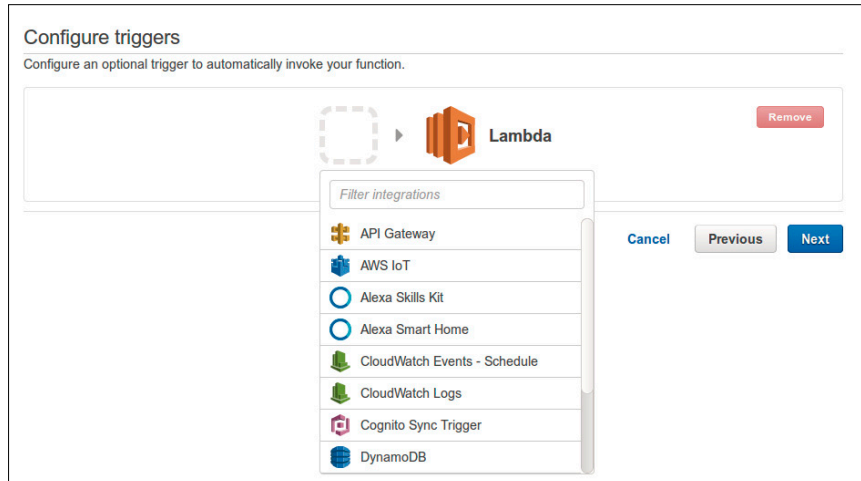 Configure triggers
Configure an optional trigger to automatically invoke your function.
Remove
Lambda
Filter integrations
API Gateway
AWS IoT
Alexa Skills Kit
Alexa Smart Home
CloudWatch Events - Schedule
CloudWatch Logs
Cognito Sync Trigger
DynamoDB
Cancel
Previous
Next